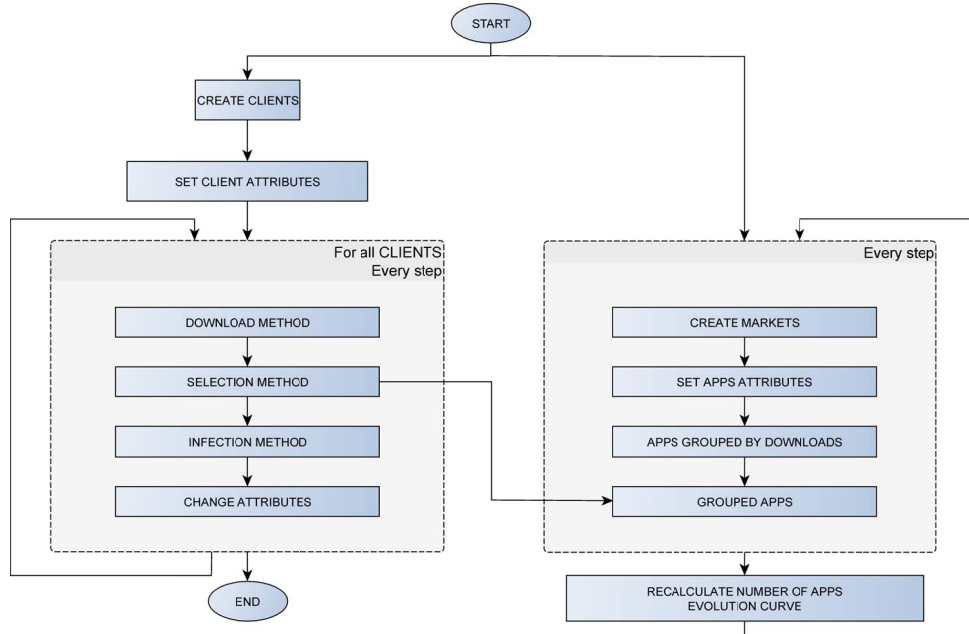 START
CREATE CLIENTS
SET CLIENT ATTRIBUTES
For all CLIENTS
Every step
DOWNLOAD METHOD
SELECTION METHOD
INFECTION METHOD
CHANGE ATTRIBUTES
END
Every step
CREATE MARKETS
SET APPS ATTRIBUTES
APPS GROUPED BY DOWNLOADS
GROUPED APPS
RECALCULATE NUMBER OF APPS
EVOLUTION CURVE